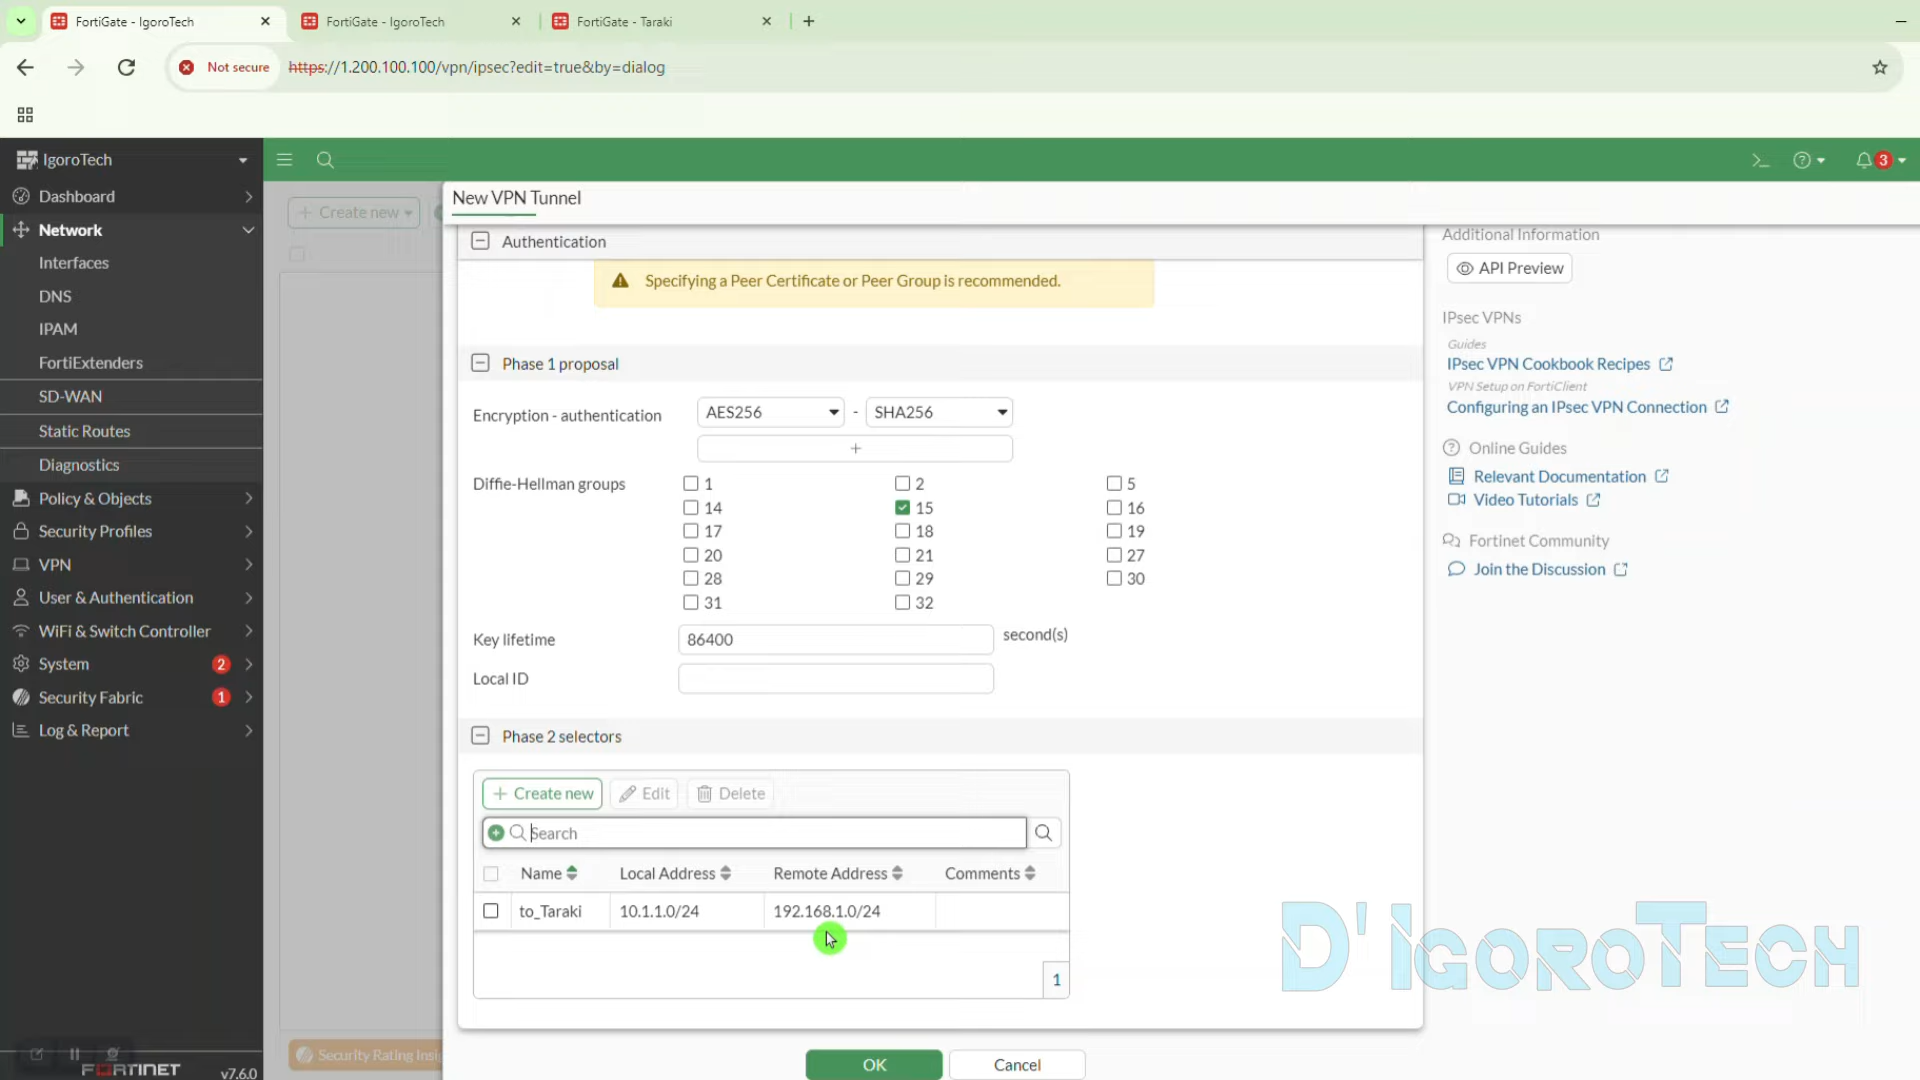 FortiGate - IgoroTech
FortiGate - IgoroTech
FortiGate - Taraki
Not secure
https://1.200.100.100/vpn/ipsec?edit=true&by=dialog
IgoroTech
3
Dashboard
Network
Interfaces
DNS
IPAM
FortiExtenders
SD-WAN
Static Routes
Diagnostics
Policy & Objects
Security Profiles
VPN
User & Authentication
WiFi & Switch Controller
System 2
Security Fabric 1
Log & Report
FORTINET
v7.6.0
+ Create new
New VPN Tunnel
Authentication
Specifying a Peer Certificate or Peer Group is recommended.
Phase 1 proposal
Encryption - authentication AES256 - SHA256
+
Diffie-Hellman groups 1 2 5
14 15 16
17 18 19
20 21 27
28 29 30
31 32
Key lifetime 86400 second(s)
Local ID
Phase 2 selectors
+ Create new Edit Delete
Search
Name Local Address Remote Address Comments
to_Taraki 10.1.1.0/24 192.168.1.0/24
1
Security Rating Insi
OK Cancel
Additional Information
API Preview
IPsec VPNs
Guides
IPsec VPN Cookbook Recipes
VPN Setup on FortiClient
Configuring an IPsec VPN Connection
Online Guides
Relevant Documentation
Video Tutorials
Fortinet Community
Join the Discussion
D'IGOROTECH